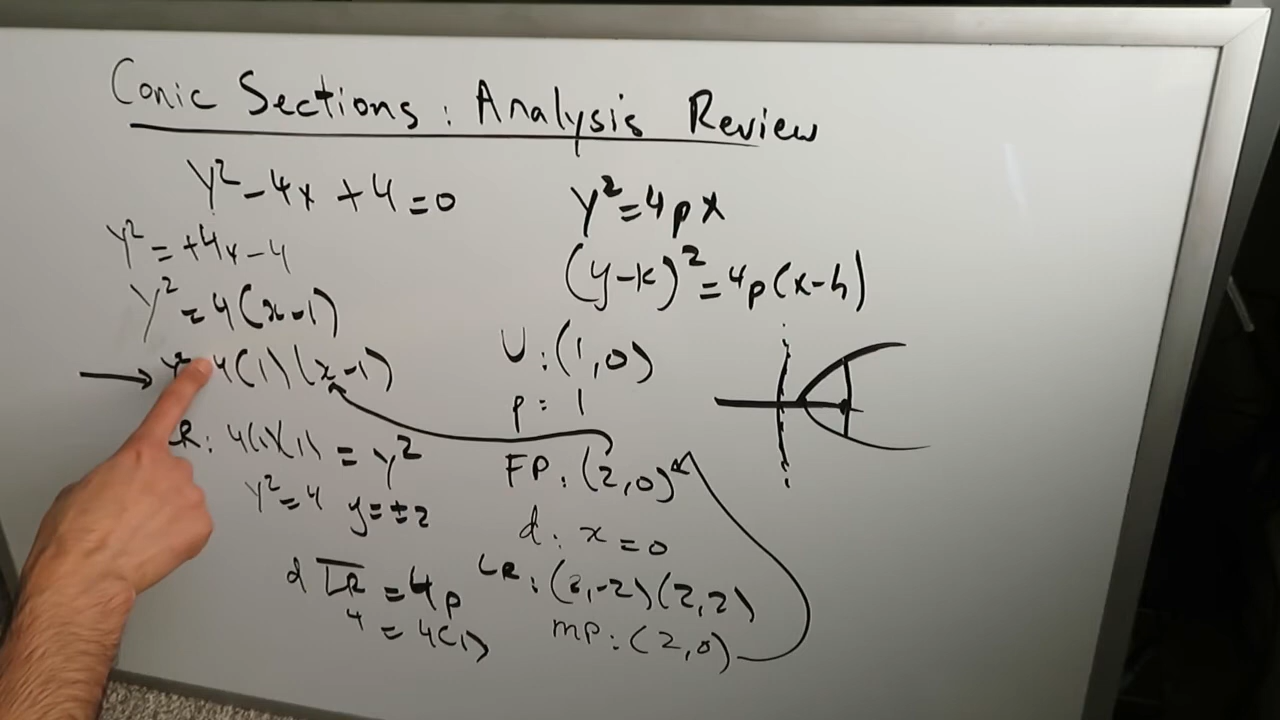 Conic Sections: Analysis Review
y²-4x+4=0
y²=+4x-4
y²=4(x-1)
4(1)(x-1)
R: 4(1)(1)=y²
y²=4 y=±2
d LR=4p
4=4(1)
y²=4px
(y-k)²=4p(x-h)
V:(1,0)
p=1
FP:(2,0)
d: x=0
LR:(2,-2)(2,2)
mp:(2,0)